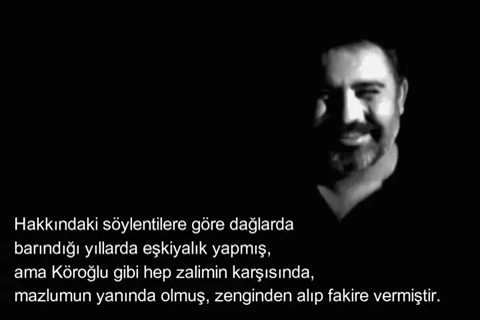 Hakkındaki söylentilere göre dağlarda
barındığı yıllarda eşkiyalık yapmış,
ama Köroğlu gibi hep zalimin karşısında,
mazlumun yanında olmuş, zenginden alıp fakire vermiştir.